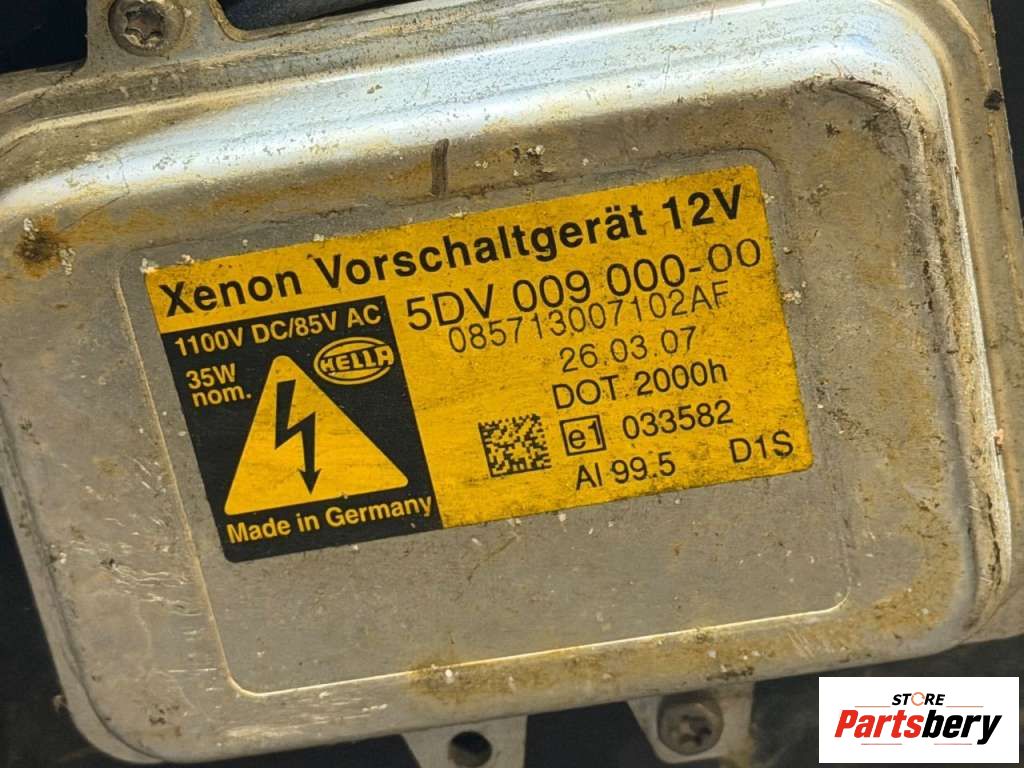 Xenon Vorschaltgerät 12V
1100V DC/85V AC
35W
nom.
HELLA
Made in Germany
5DV 009 000-00
085713007102AF
26.03.07
DOT 2000h
e1 033582
Al 99.5 D1S
STORE
Partsbery